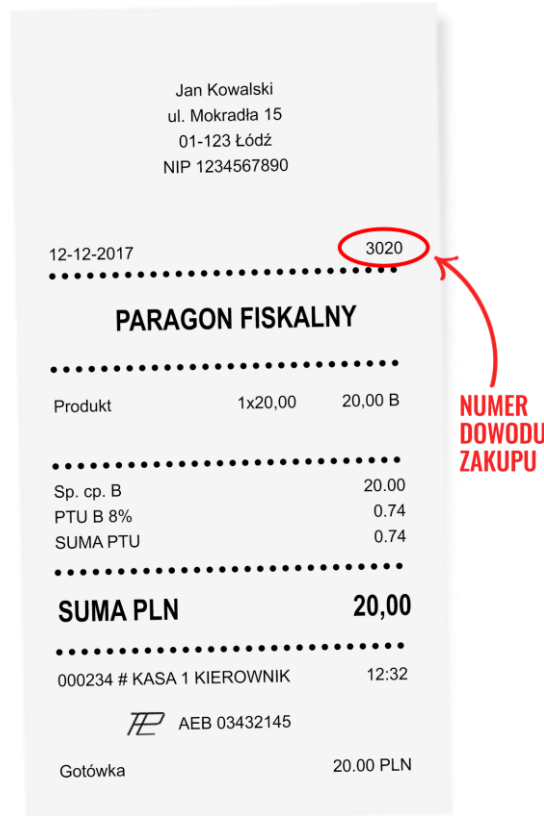 Jan Kowalski
ul. Mokradła 15
01-123 Łódź
NIP 1234567890
12-12-2017 3020
PARAGON FISKALNY
Produkt 1x20,00 20,00 B
Sp. cp. B 20.00
PTU B 8% 0.74
SUMA PTU 0.74
SUMA PLN 20,00
000234 # KASA 1 KIEROWNIK 12:32
AEB 03432145
Gotówka 20.00 PLN
NUMER
DOWODU
ZAKUPU